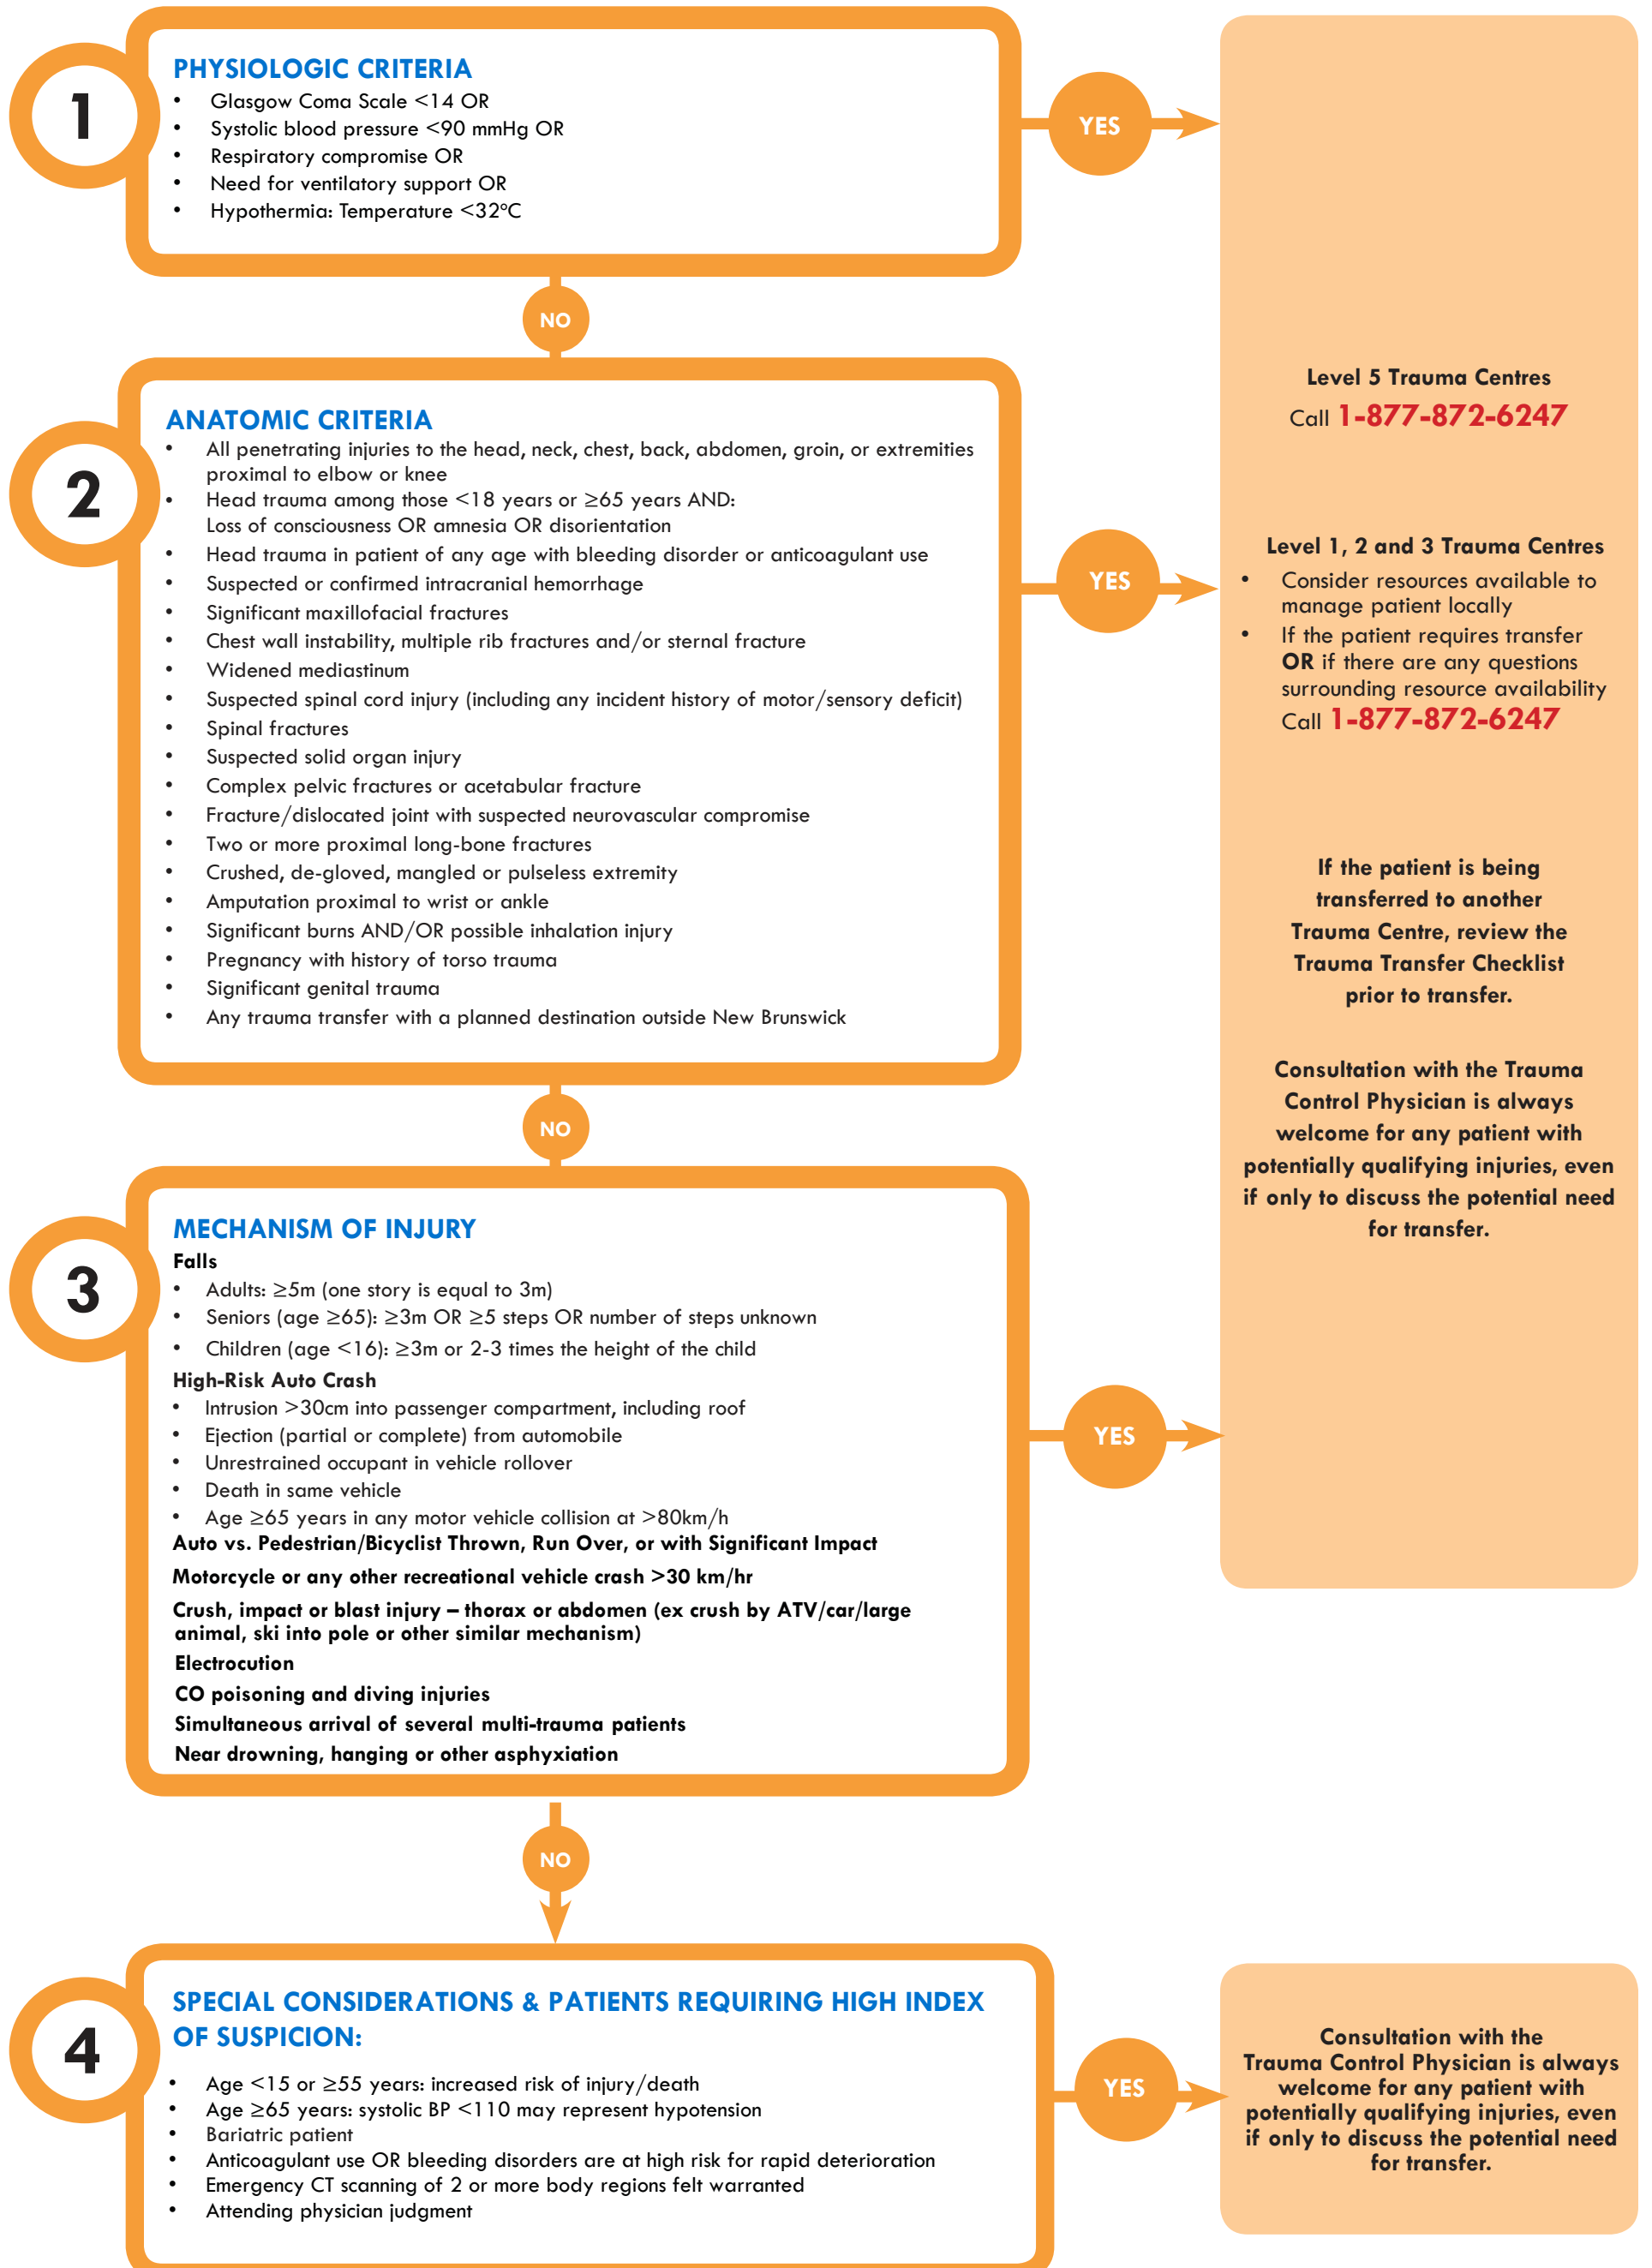 1
PHYSIOLOGIC CRITERIA
• Glasgow Coma Scale <14 OR
• Systolic blood pressure <90 mmHg OR
• Respiratory compromise OR
• Need for ventilatory support OR
• Hypothermia: Temperature <32°C
YES
NO
2
ANATOMIC CRITERIA
• All penetrating injuries to the head, neck, chest, back, abdomen, groin, or extremities
proximal to elbow or knee
• Head trauma among those <18 years or ≥65 years AND:
Loss of consciousness OR amnesia OR disorientation
• Head trauma in patient of any age with bleeding disorder or anticoagulant use
• Suspected or confirmed intracranial hemorrhage
• Significant maxillofacial fractures
• Chest wall instability, multiple rib fractures and/or sternal fracture
• Widened mediastinum
• Suspected spinal cord injury (including any incident history of motor/sensory deficit)
• Spinal fractures
• Suspected solid organ injury
• Complex pelvic fractures or acetabular fracture
• Fracture/dislocated joint with suspected neurovascular compromise
• Two or more proximal long-bone fractures
• Crushed, de-gloved, mangled or pulseless extremity
• Amputation proximal to wrist or ankle
• Significant burns AND/OR possible inhalation injury
• Pregnancy with history of torso trauma
• Significant genital trauma
• Any trauma transfer with a planned destination outside New Brunswick
YES
NO
3
MECHANISM OF INJURY
Falls
• Adults: ≥5m (one story is equal to 3m)
• Seniors (age ≥65): ≥3m OR ≥5 steps OR number of steps unknown
• Children (age <16): ≥3m or 2-3 times the height of the child
High-Risk Auto Crash
• Intrusion >30cm into passenger compartment, including roof
• Ejection (partial or complete) from automobile
• Unrestrained occupant in vehicle rollover
• Death in same vehicle
• Age ≥65 years in any motor vehicle collision at >80km/h
Auto vs. Pedestrian/Bicyclist Thrown, Run Over, or with Significant Impact
Motorcycle or any other recreational vehicle crash >30 km/hr
Crush, impact or blast injury – thorax or abdomen (ex crush by ATV/car/large
animal, ski into pole or other similar mechanism)
Electrocution
CO poisoning and diving injuries
Simultaneous arrival of several multi-trauma patients
Near drowning, hanging or other asphyxiation
YES
NO
Level 5 Trauma Centres
Call 1-877-872-6247
Level 1, 2 and 3 Trauma Centres
• Consider resources available to
manage patient locally
• If the patient requires transfer
OR if there are any questions
surrounding resource availability
Call 1-877-872-6247
If the patient is being
transferred to another
Trauma Centre, review the
Trauma Transfer Checklist
prior to transfer.
Consultation with the Trauma
Control Physician is always
welcome for any patient with
potentially qualifying injuries, even
if only to discuss the potential need
for transfer.
4
SPECIAL CONSIDERATIONS & PATIENTS REQUIRING HIGH INDEX
OF SUSPICION:
• Age <15 or ≥55 years: increased risk of injury/death
• Age ≥65 years: systolic BP <110 may represent hypotension
• Bariatric patient
• Anticoagulant use OR bleeding disorders are at high risk for rapid deterioration
• Emergency CT scanning of 2 or more body regions felt warranted
• Attending physician judgment
YES
Consultation with the
Trauma Control Physician is always
welcome for any patient with
potentially qualifying injuries, even
if only to discuss the potential need
for transfer.